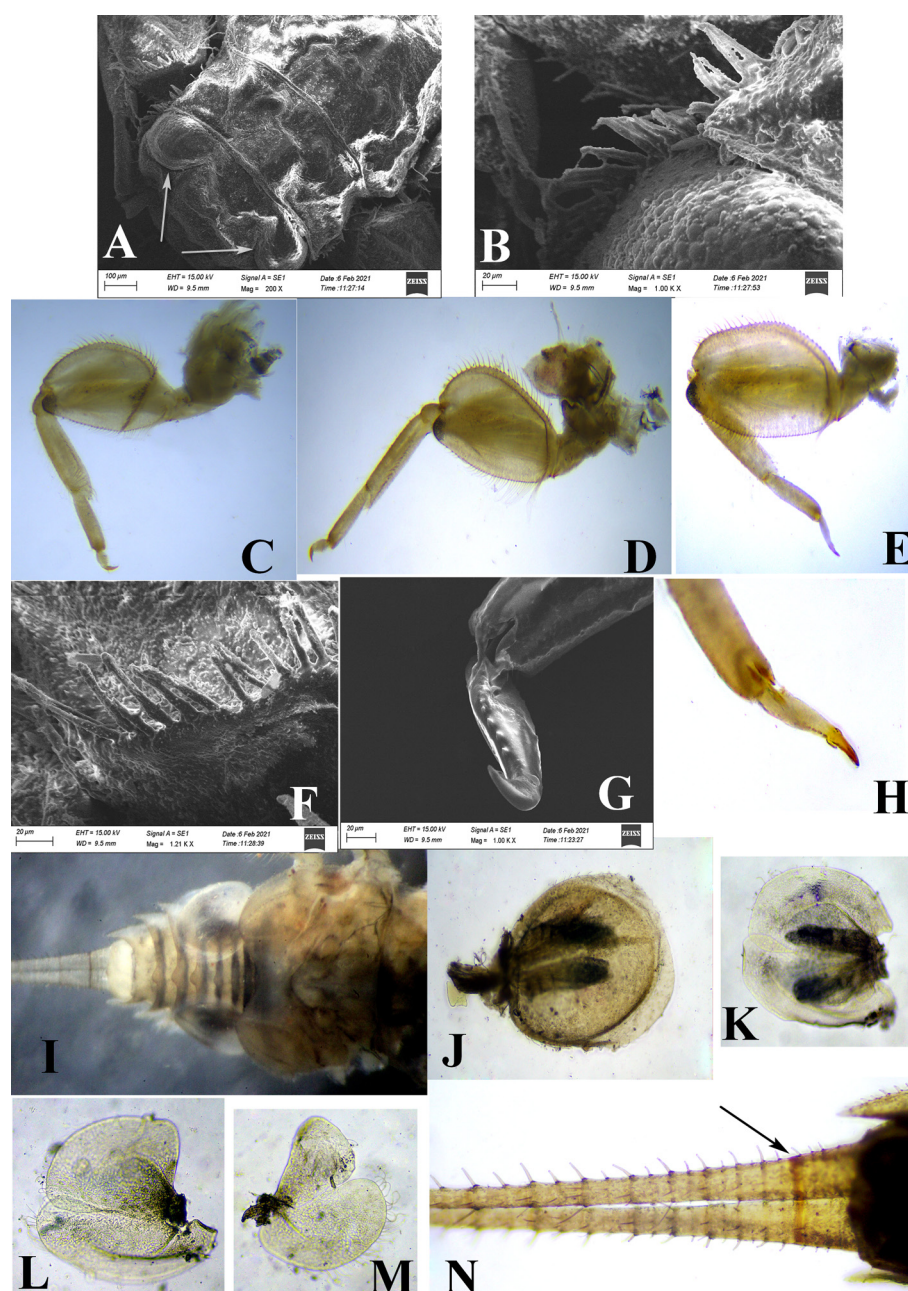 A
100 µm
EHT = 15.00 kV
WD = 9.5 mm
Signal A = SE1
Mag = 200 X
Date :6 Feb 2021
Time :11:27:14
ZEISS
B
20 µm
EHT = 15.00 kV
WD = 9.5 mm
Signal A = SE1
Mag = 1.00 K X
Date :6 Feb 2021
Time :11:27:53
ZEISS
C
D
E
F
20 µm
EHT = 15.00 kV
WD = 9.5 mm
Signal A = SE1
Mag = 1.21 K X
Date :6 Feb 2021
Time :11:28:39
ZEISS
G
20 µm
EHT = 15.00 kV
WD = 9.5 mm
Signal A = SE1
Mag = 1.00 K X
Date :6 Feb 2021
Time :11:23:27
ZEISS
H
I
J
K
L
M
N